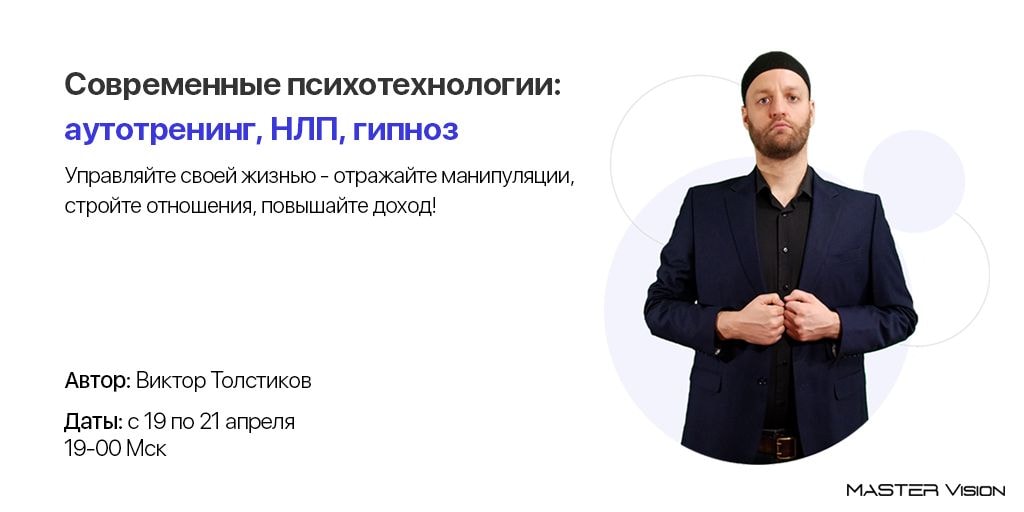 Современные психотехнологии:
аутотренинг, НЛП, гипноз
Управляйте своей жизнью - отражайте манипуляции,
стройте отношения, повышайте доход!
Автор: Виктор Толстиков
Даты: с 19 по 21 апреля
19-00 Мск
MASTER Vision